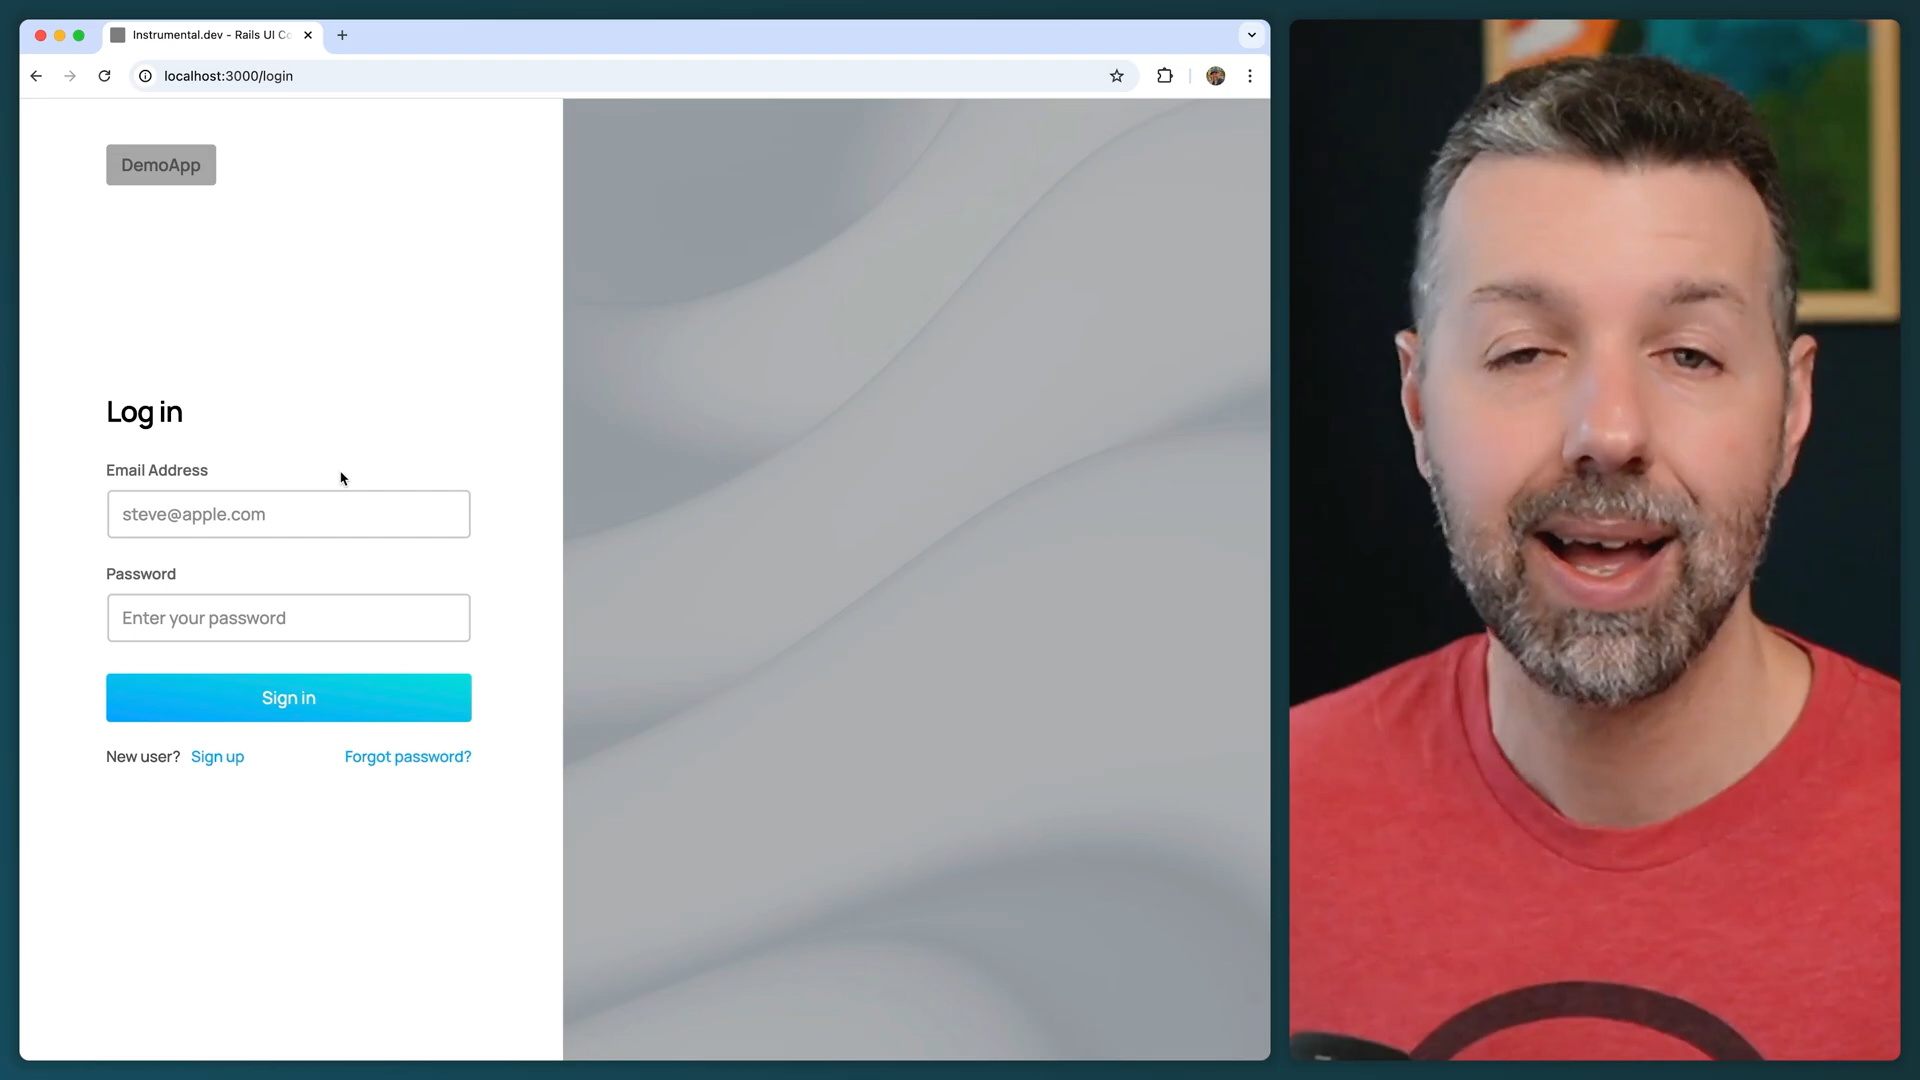 Instrumental.dev - Rails UI Co
localhost:3000/login
DemoApp
Log in
Email Address
steve@apple.com
Password
Enter your password
Sign in
New user? Sign up Forgot password?